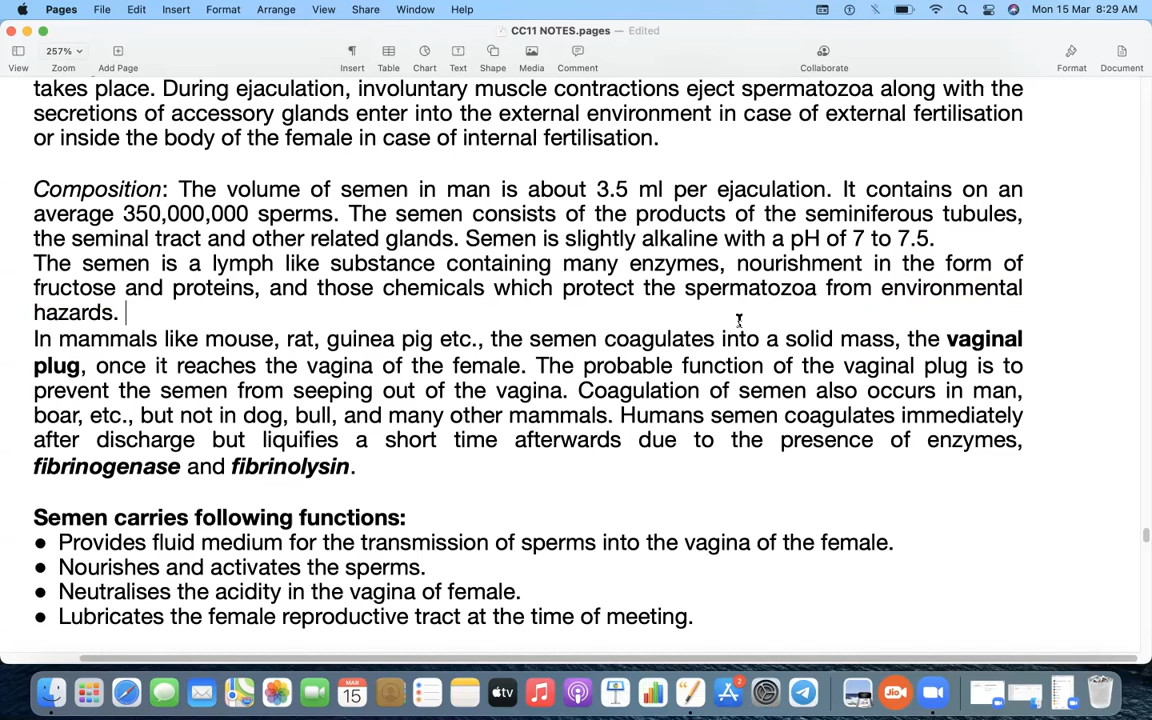 Pages File Edit Insert Format Arrange View Share Window Help Mon 15 Mar 8:29 AM
CC11 NOTES.pages — Edited
257%
View Zoom Add Page Insert Table Chart Text Shape Media Comment Collaborate Format Document
takes place. During ejaculation, involuntary muscle contractions eject spermatozoa along with the
secretions of accessory glands enter into the external environment in case of external fertilisation
or inside the body of the female in case of internal fertilisation.
Composition: The volume of semen in man is about 3.5 ml per ejaculation. It contains on an
average 350,000,000 sperms. The semen consists of the products of the seminiferous tubules,
the seminal tract and other related glands. Semen is slightly alkaline with a pH of 7 to 7.5.
The semen is a lymph like substance containing many enzymes, nourishment in the form of
fructose and proteins, and those chemicals which protect the spermatozoa from environmental
hazards.
In mammals like mouse, rat, guinea pig etc., the semen coagulates into a solid mass, the vaginal
plug, once it reaches the vagina of the female. The probable function of the vaginal plug is to
prevent the semen from seeping out of the vagina. Coagulation of semen also occurs in man,
boar, etc., but not in dog, bull, and many other mammals. Humans semen coagulates immediately
after discharge but liquifies a short time afterwards due to the presence of enzymes,
fibrinogenase and fibrinolysin.
Semen carries following functions:
● Provides fluid medium for the transmission of sperms into the vagina of the female.
● Nourishes and activates the sperms.
● Neutralises the acidity in the vagina of female.
● Lubricates the female reproductive tract at the time of meeting.
MAR
15
tv
2
Jio